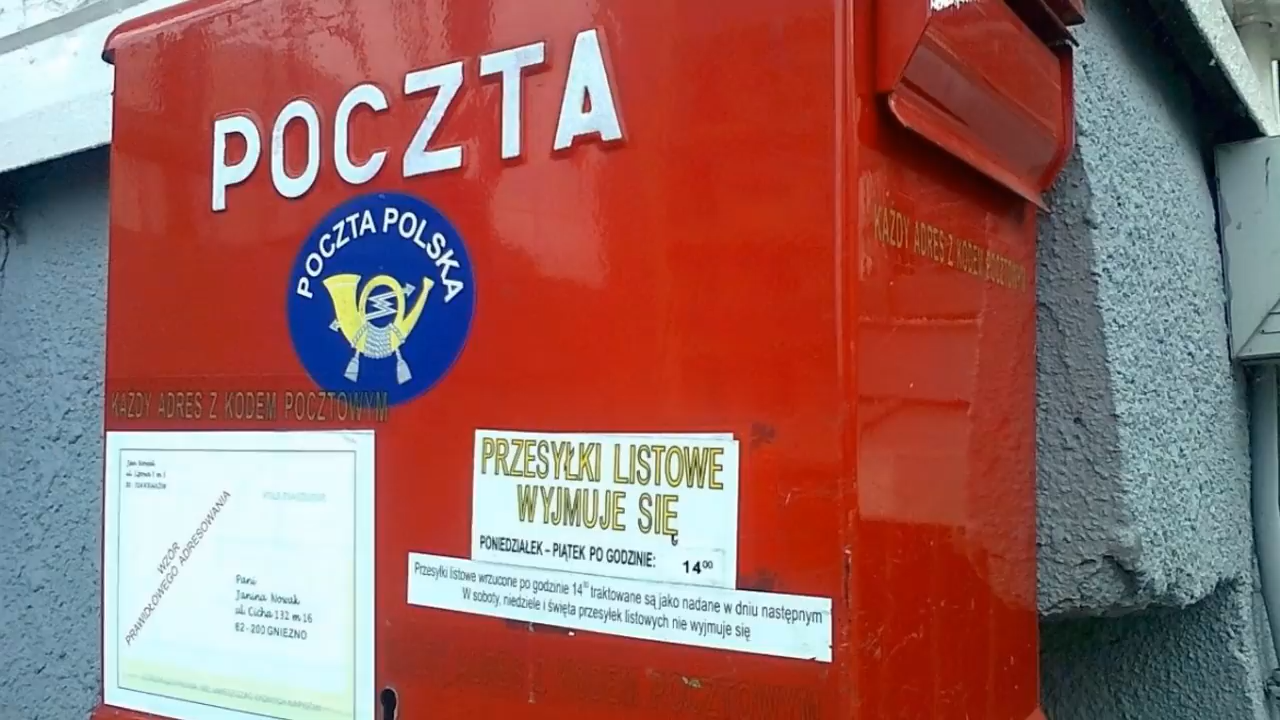 POCZTA
POCZTA POLSKA
KAŻDY ADRES Z KODEM POCZTOWYM
KAŻDY ADRES Z KODEM POCZTOWYM
PRZESYŁKI LISTOWE
WYJMUJE SIĘ
PONIEDZIAŁEK – PIĄTEK PO GODZINIE: 14⁰⁰
Przesyłki listowe wrzucone po godzinie 14⁰⁰ traktowane są jako nadane w dniu następnym
W soboty, niedziele i święta przesyłek listowych nie wyjmuje się
Jan Nowak
WZÓR
PRAWIDŁOWEGO ADRESOWANIA
Pani
Janina Nowak
ul. Cicha 132 m 16
62-200 GNIEZNO